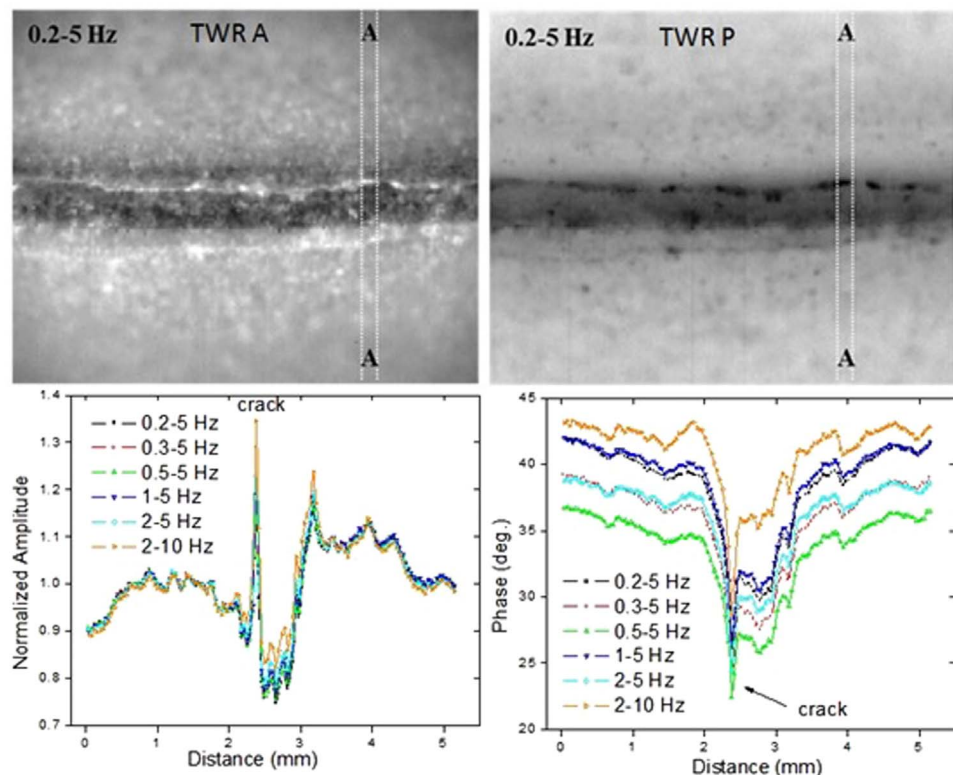 0.2-5 Hz TWR A A
A
0.2-5 Hz TWR P A
A
1.4
1.3
1.2
1.1
1.0
0.9
0.8
0.7
Normalized Amplitude
crack
0.2-5 Hz
0.3-5 Hz
0.5-5 Hz
1-5 Hz
2-5 Hz
2-10 Hz
0 1 2 3 4 5
Distance (mm)
45
40
35
30
25
20
Phase (deg.)
0.2-5 Hz
0.3-5 Hz
0.5-5 Hz
1-5 Hz
2-5 Hz
2-10 Hz
crack
0 1 2 3 4 5
Distance (mm)